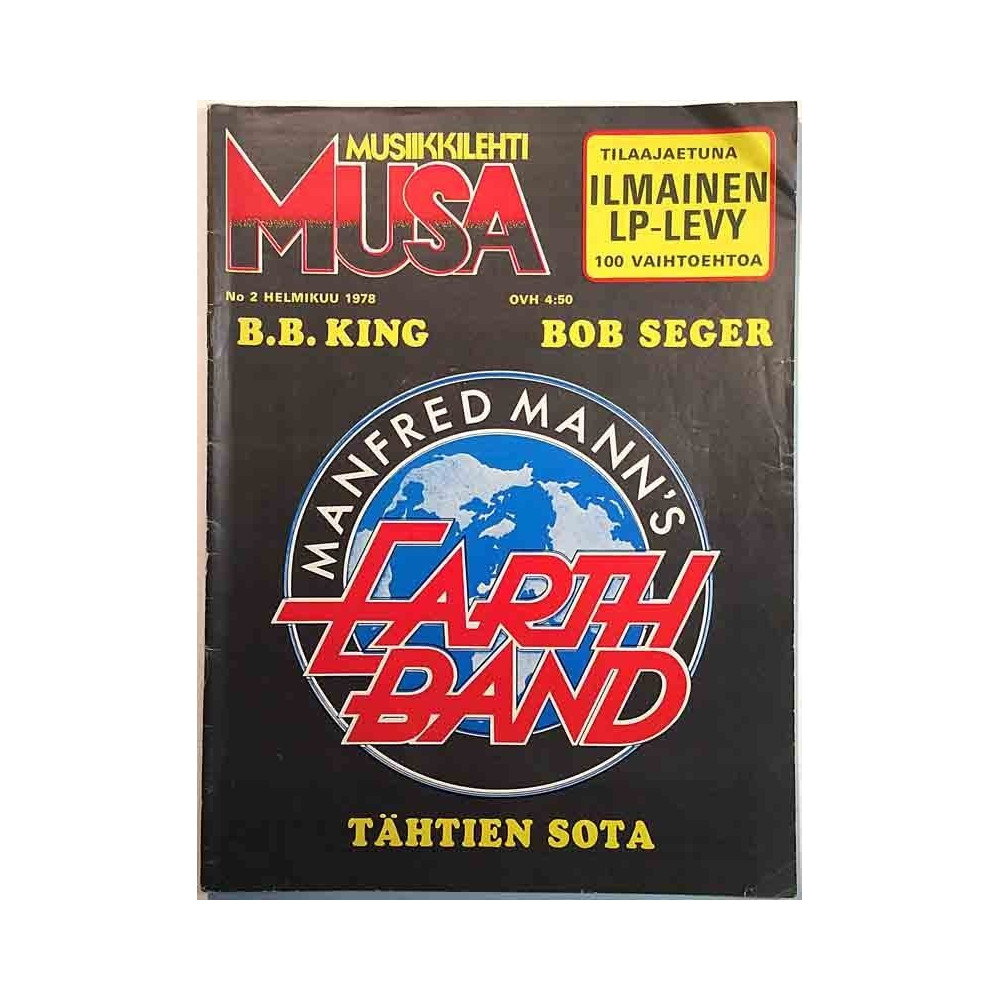 MUSIIKKILEHTI
MUSA
TILAAJAETUNA
ILMAINEN
LP-LEVY
100 VAIHTOEHTOA
No 2 HELMIKUU 1978
OVH 4:50
B.B. KING
BOB SEGER
MANFRED MANN'S
EARTH
BAND
TÄHTIEN SOTA